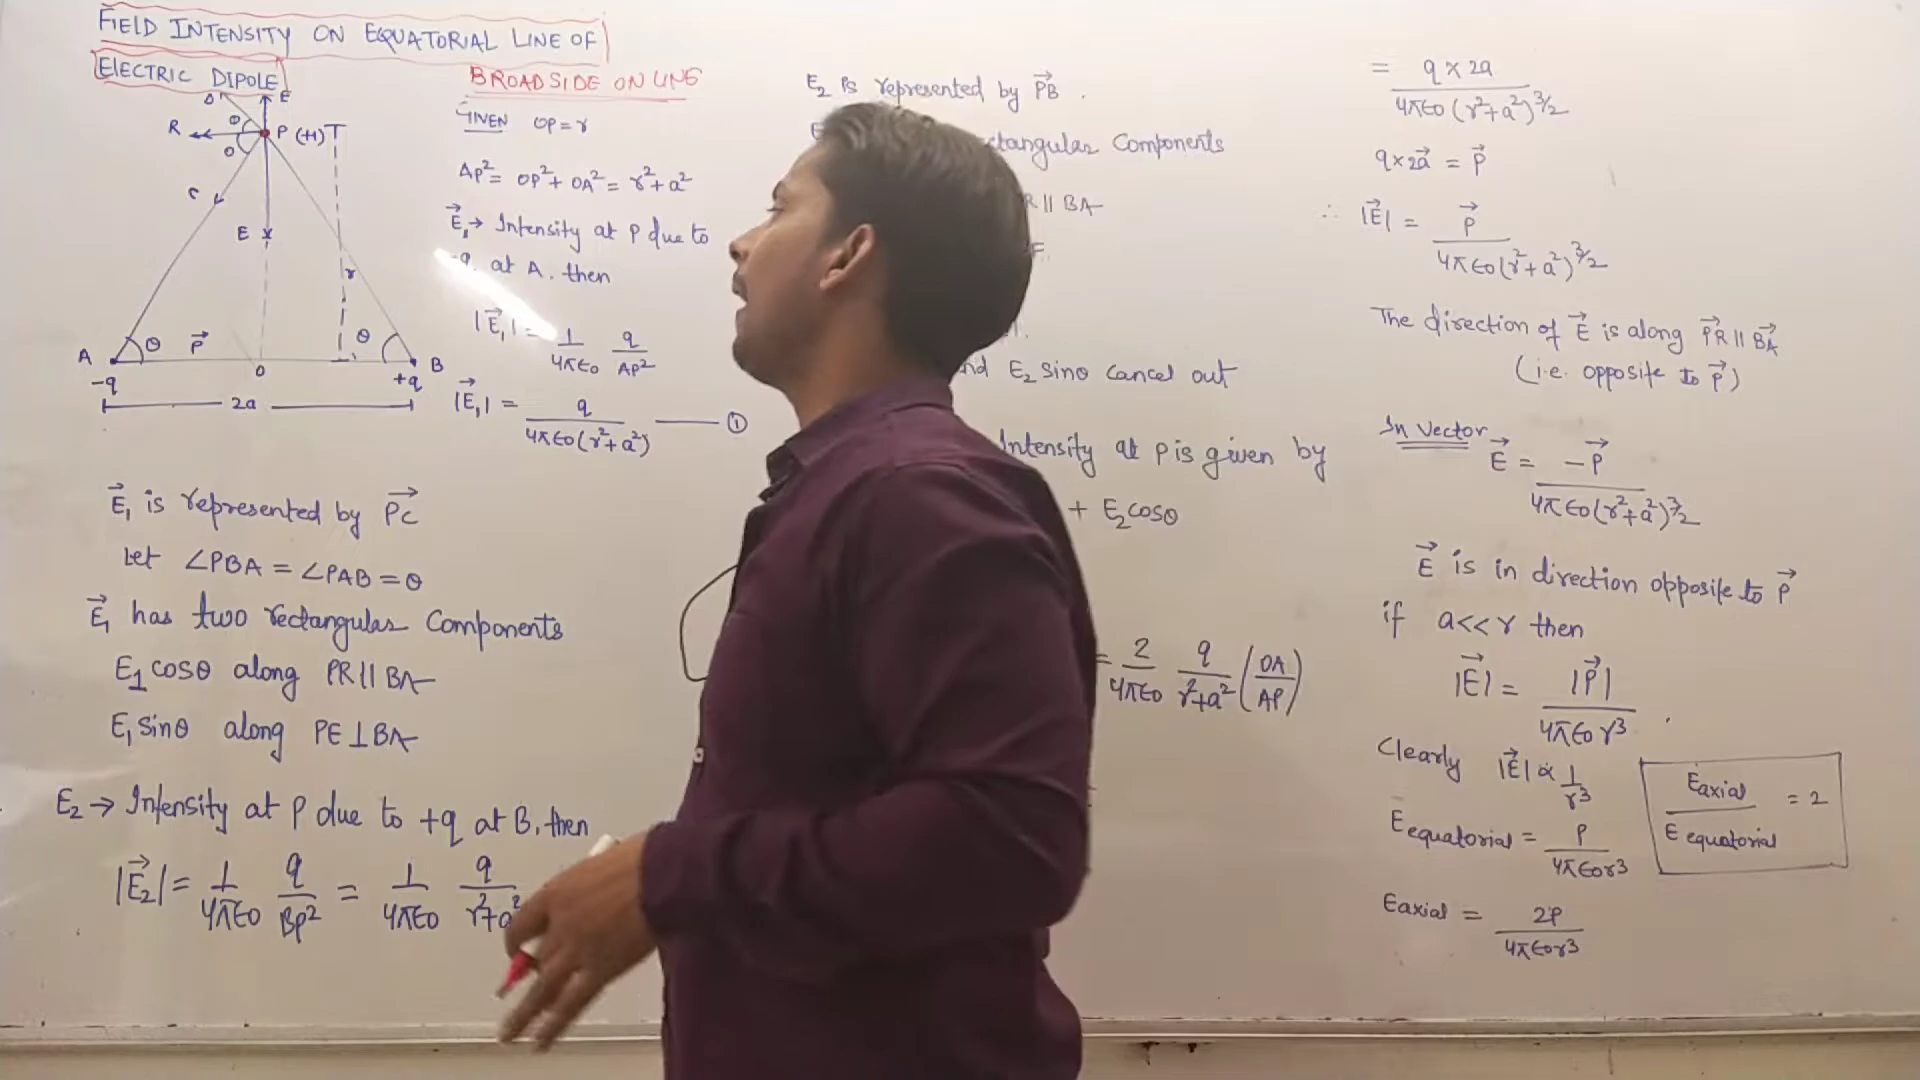 FIELD INTENSITY ON EQUATORIAL LINE OF
ELECTRIC DIPOLE
BROADSIDE ON LINE
D E
R θ P (+1)
θ
C
E
r
A θ P⃗ O θ B
-q +q
2a
GIVEN OP = r
AP² = OP² + OA² = r² + a²
E⃗₁ → Intensity at P due to
-q at A. then
|E⃗₁| = 1/4πϵ0 q/AP²
|E⃗₁| = q/4πϵ0(r²+a²) — ①
E⃗₁ is represented by PC⃗
Let ∠PBA = ∠PAB = θ
E⃗₁ has two rectangular Components
E₁ cosθ along PR || BA
E₁ sinθ along PE ⊥ BA
E₂ → Intensity at P due to +q at B. then
|E⃗₂| = 1/4πϵ0 q/BP² = 1/4πϵ0 q/r²+a²
E₂ is represented by PB⃗ .
ctangular Components
R || BA
nd E₂ sinθ cancel out
Intensity at P is given by
+ E₂cosθ
= 2/4πϵ0 q/r²+a² (OA/AP)
= q × 2a/4πϵ0 (r²+a²)^3/2
q × 2a⃗ = P⃗
∴ |E⃗| = P⃗/4πϵ0(r²+a²)^3/2
The direction of E⃗ is along PR⃗ || BA⃗
(i.e. opposite to P⃗)
In Vector E⃗ = -P⃗/4πϵ0(r²+a²)^3/2
E⃗ is in direction opposite to P⃗
if a<<r then
|E⃗| = |P⃗|/4πϵ0r³ .
Clearly |E⃗| ∝ 1/r³
E equatorial = P/4πϵ0r³
E axial = 2P/4πϵ0r³
E axial/E equatorial = 2